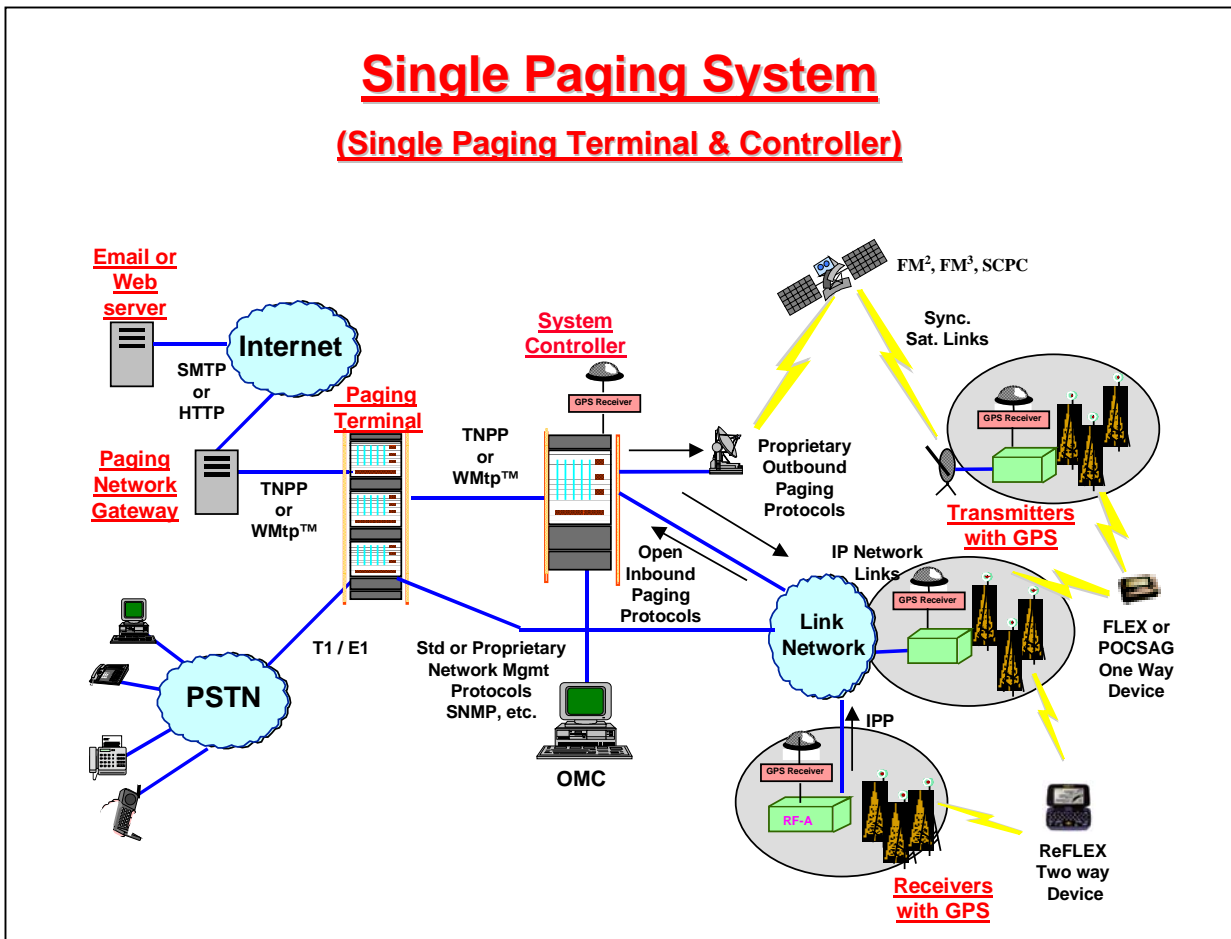 Single Paging System
(Single Paging Terminal & Controller)
Email or
Web
server
Internet
SMTP
or
HTTP
Paging
Network
Gateway
TNPP
or
WMtp™
Paging
Terminal
TNPP
or
WMtp™
System
Controller
GPS Receiver
FM², FM³, SCPC
Sync.
Sat. Links
Proprietary
Outbound
Paging
Protocols
GPS Receiver
Transmitters
with GPS
Open
Inbound
Paging
Protocols
IP Network
Links
GPS Receiver
Link
Network
FLEX or
POCSAG
One Way
Device
T1 / E1
PSTN
Std or Proprietary
Network Mgmt
Protocols
SNMP, etc.
OMC
IPP
GPS Receiver
RF-A
Receivers
with GPS
ReFLEX
Two way
Device